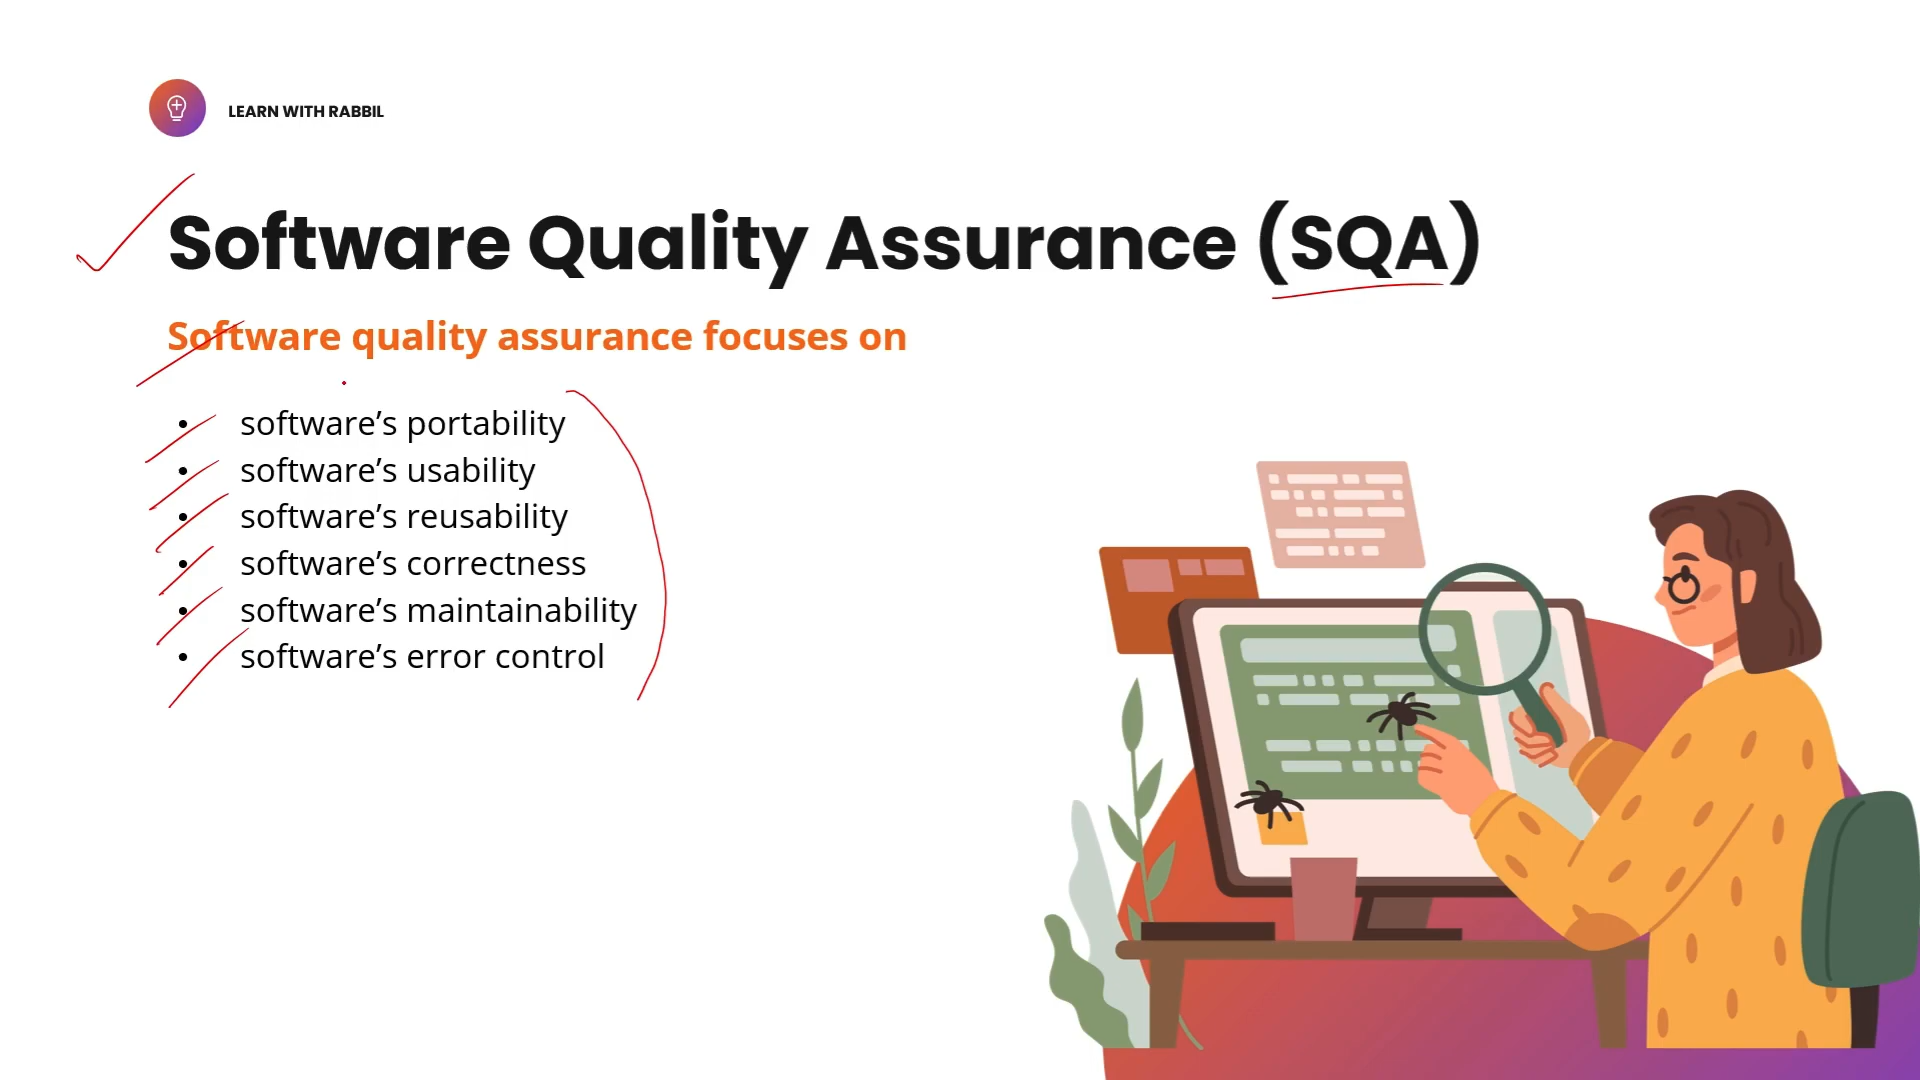 LEARN WITH RABBIL
Software Quality Assurance (SQA)
Software quality assurance focuses on
• software’s portability
• software’s usability
• software’s reusability
• software’s correctness
• software’s maintainability
• software’s error control